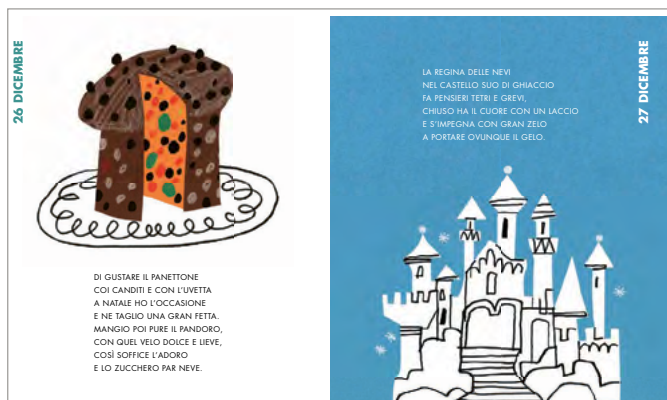 26 DICEMBRE
DI GUSTARE IL PANETTONE
COI CANDITI E CON L'UVETTA
A NATALE HO L'OCCASIONE
E NE TAGLIO UNA GRAN FETTA.
MANGIO POI PURE IL PANDORO,
CON QUEL VELO DOLCE E LIEVE,
COSÌ SOFFICE L'ADORO
E LO ZUCCHERO PAR NEVE.
27 DICEMBRE
LA REGINA DELLE NEVI
NEL CASTELLO SUO DI GHIACCIO
FA PENSIERI TETRI E GREVI,
CHIUSO HA IL CUORE CON UN LACCIO
E S'IMPEGNA CON GRAN ZELO
A PORTARE OVUNQUE IL GELO.